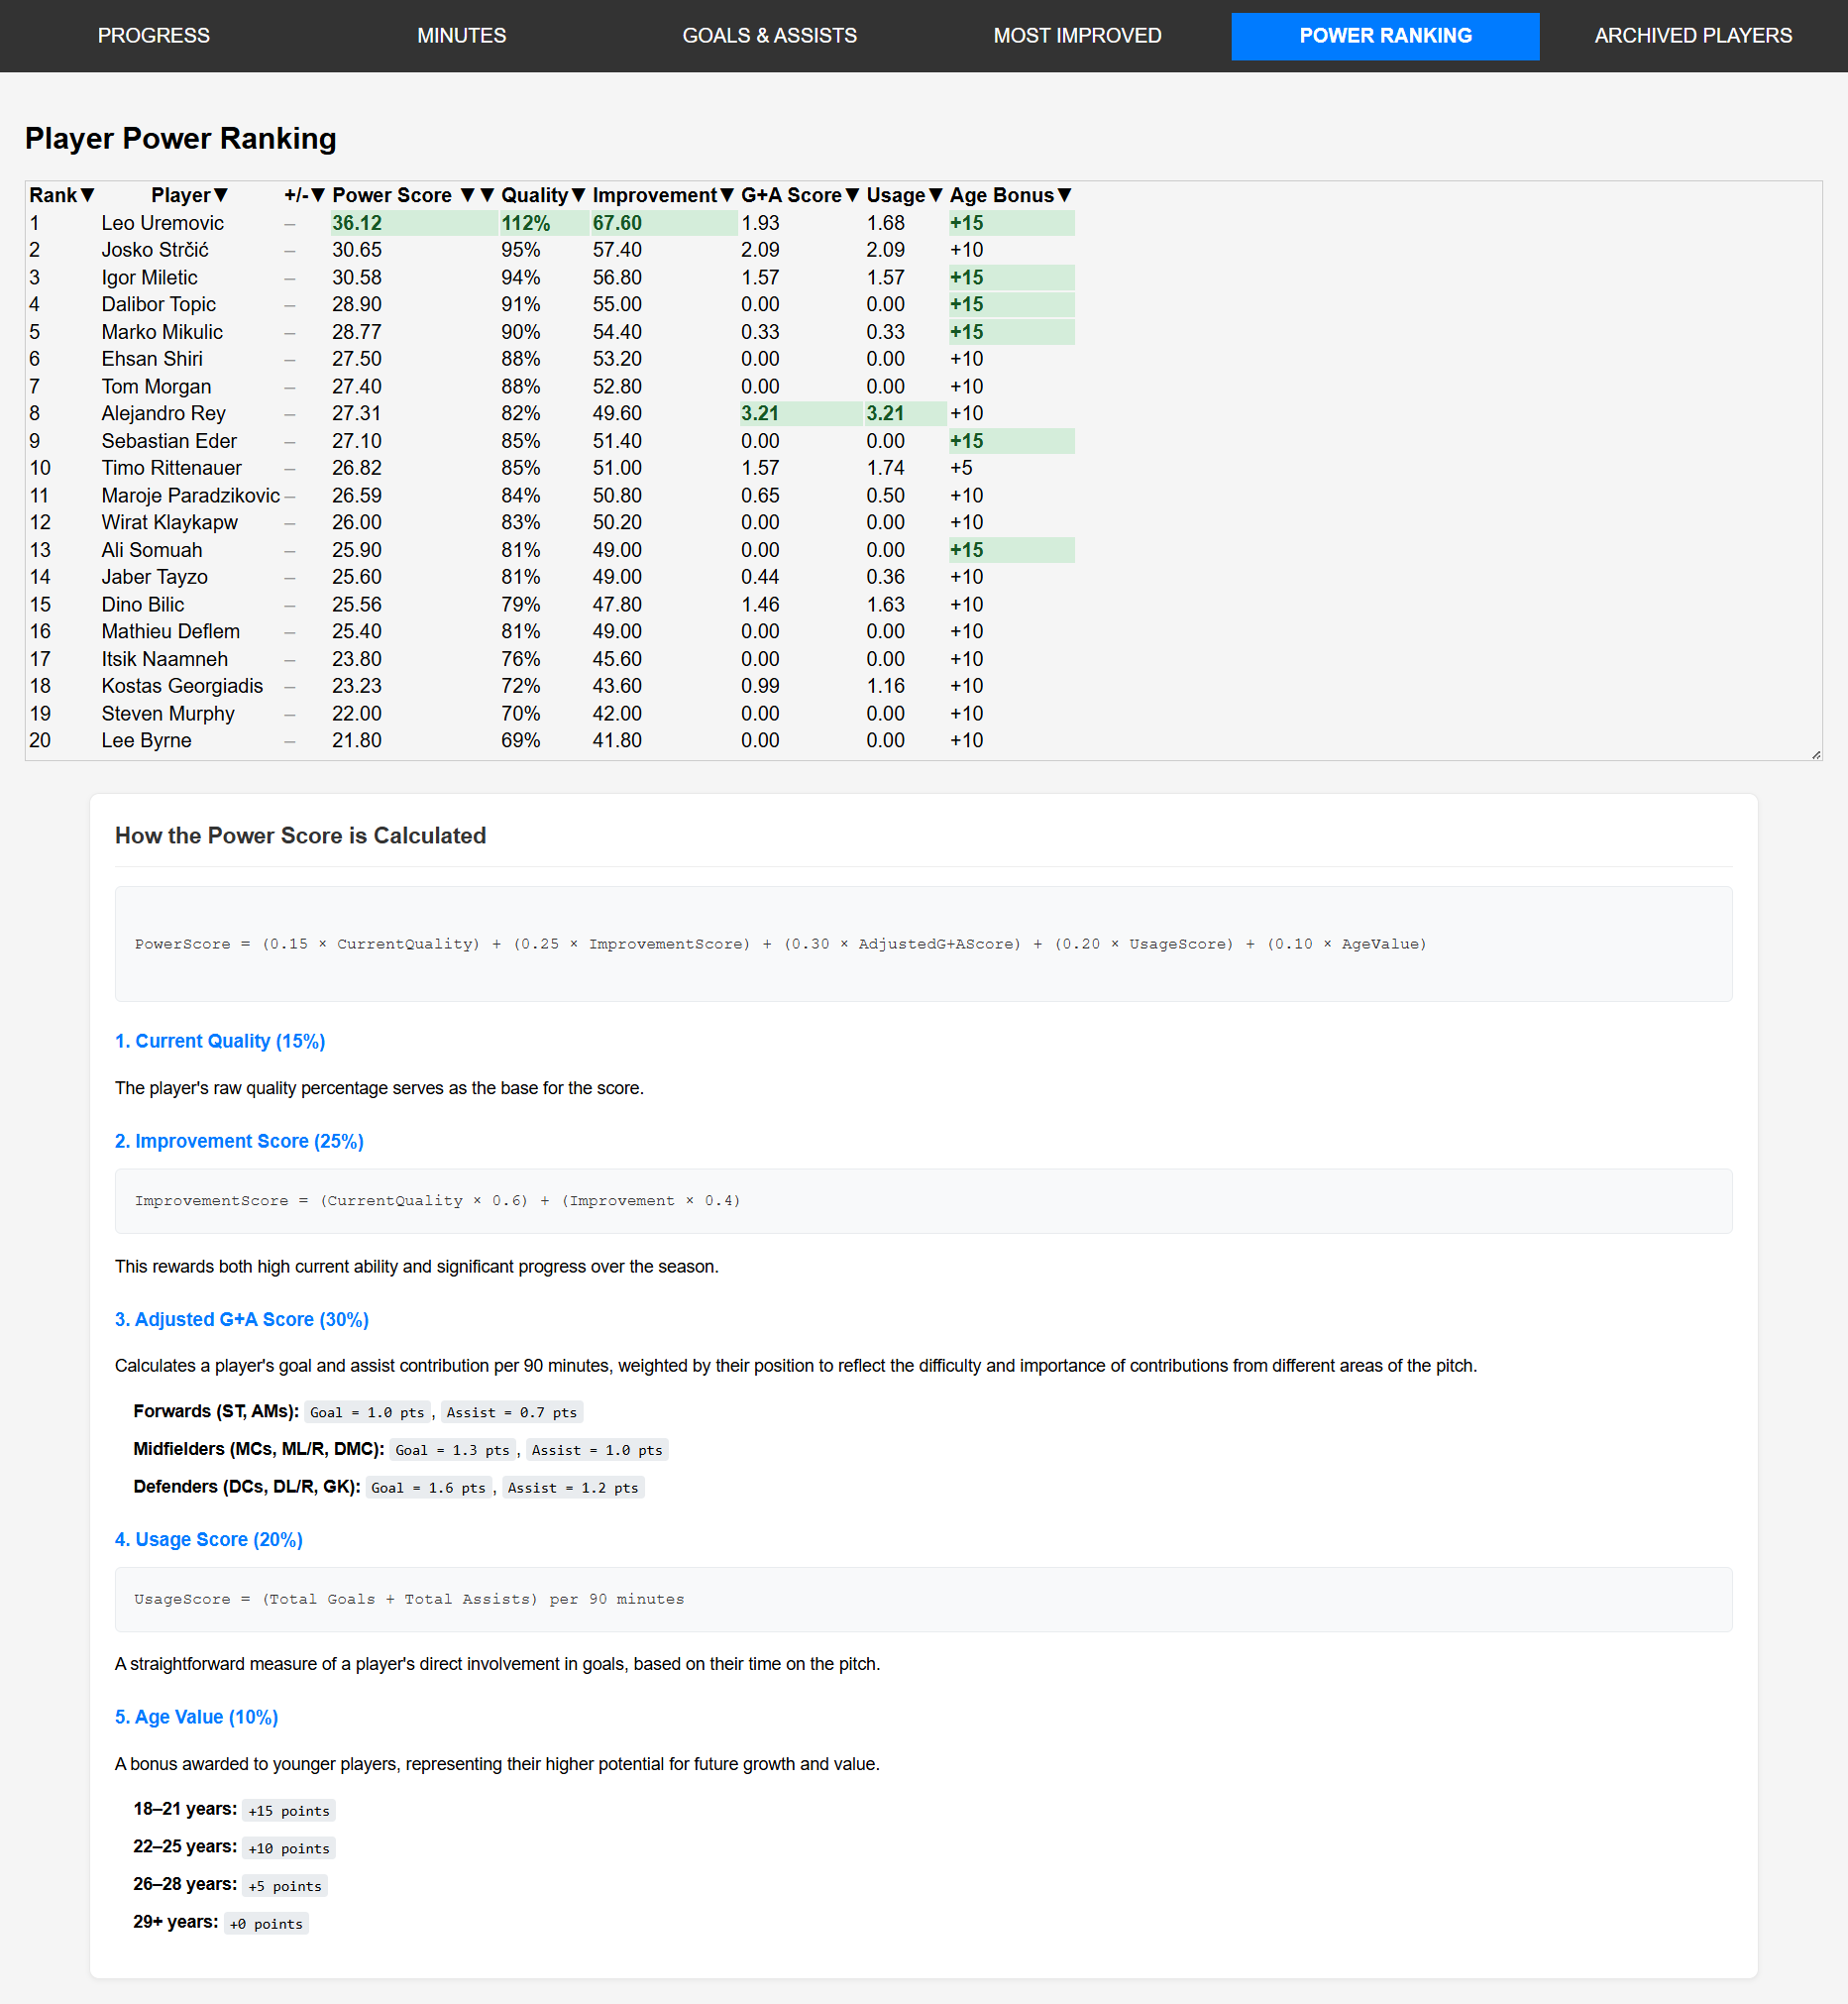 PROGRESS MINUTES GOALS & ASSISTS MOST IMPROVED POWER RANKING ARCHIVED PLAYERS
Player Power Ranking
Rank▼ Player▼ +/-▼ Power Score ▼▼ Quality▼ Improvement▼ G+A Score▼ Usage▼ Age Bonus▼
1 Leo Uremovic – 36.12 112% 67.60 1.93 1.68 +15
2 Josko Strčić – 30.65 95% 57.40 2.09 2.09 +10
3 Igor Miletic – 30.58 94% 56.80 1.57 1.57 +15
4 Dalibor Topic – 28.90 91% 55.00 0.00 0.00 +15
5 Marko Mikulic – 28.77 90% 54.40 0.33 0.33 +15
6 Ehsan Shiri – 27.50 88% 53.20 0.00 0.00 +10
7 Tom Morgan – 27.40 88% 52.80 0.00 0.00 +10
8 Alejandro Rey – 27.31 82% 49.60 3.21 3.21 +10
9 Sebastian Eder – 27.10 85% 51.40 0.00 0.00 +15
10 Timo Rittenauer – 26.82 85% 51.00 1.57 1.74 +5
11 Maroje Paradzikovic – 26.59 84% 50.80 0.65 0.50 +10
12 Wirat Klaykapw – 26.00 83% 50.20 0.00 0.00 +10
13 Ali Somuah – 25.90 81% 49.00 0.00 0.00 +15
14 Jaber Tayzo – 25.60 81% 49.00 0.44 0.36 +10
15 Dino Bilic – 25.56 79% 47.80 1.46 1.63 +10
16 Mathieu Deflem – 25.40 81% 49.00 0.00 0.00 +10
17 Itsik Naamneh – 23.80 76% 45.60 0.00 0.00 +10
18 Kostas Georgiadis – 23.23 72% 43.60 0.99 1.16 +10
19 Steven Murphy – 22.00 70% 42.00 0.00 0.00 +10
20 Lee Byrne – 21.80 69% 41.80 0.00 0.00 +10
How the Power Score is Calculated
PowerScore = (0.15 × CurrentQuality) + (0.25 × ImprovementScore) + (0.30 × AdjustedG+AScore) + (0.20 × UsageScore) + (0.10 × AgeValue)
1. Current Quality (15%)
The player's raw quality percentage serves as the base for the score.
2. Improvement Score (25%)
ImprovementScore = (CurrentQuality × 0.6) + (Improvement × 0.4)
This rewards both high current ability and significant progress over the season.
3. Adjusted G+A Score (30%)
Calculates a player's goal and assist contribution per 90 minutes, weighted by their position to reflect the difficulty and importance of contributions from different areas of the pitch.
Forwards (ST, AMs): Goal = 1.0 pts, Assist = 0.7 pts
Midfielders (MCs, ML/R, DMC): Goal = 1.3 pts, Assist = 1.0 pts
Defenders (DCs, DL/R, GK): Goal = 1.6 pts, Assist = 1.2 pts
4. Usage Score (20%)
UsageScore = (Total Goals + Total Assists) per 90 minutes
A straightforward measure of a player's direct involvement in goals, based on their time on the pitch.
5. Age Value (10%)
A bonus awarded to younger players, representing their higher potential for future growth and value.
18–21 years: +15 points
22–25 years: +10 points
26–28 years: +5 points
29+ years: +0 points